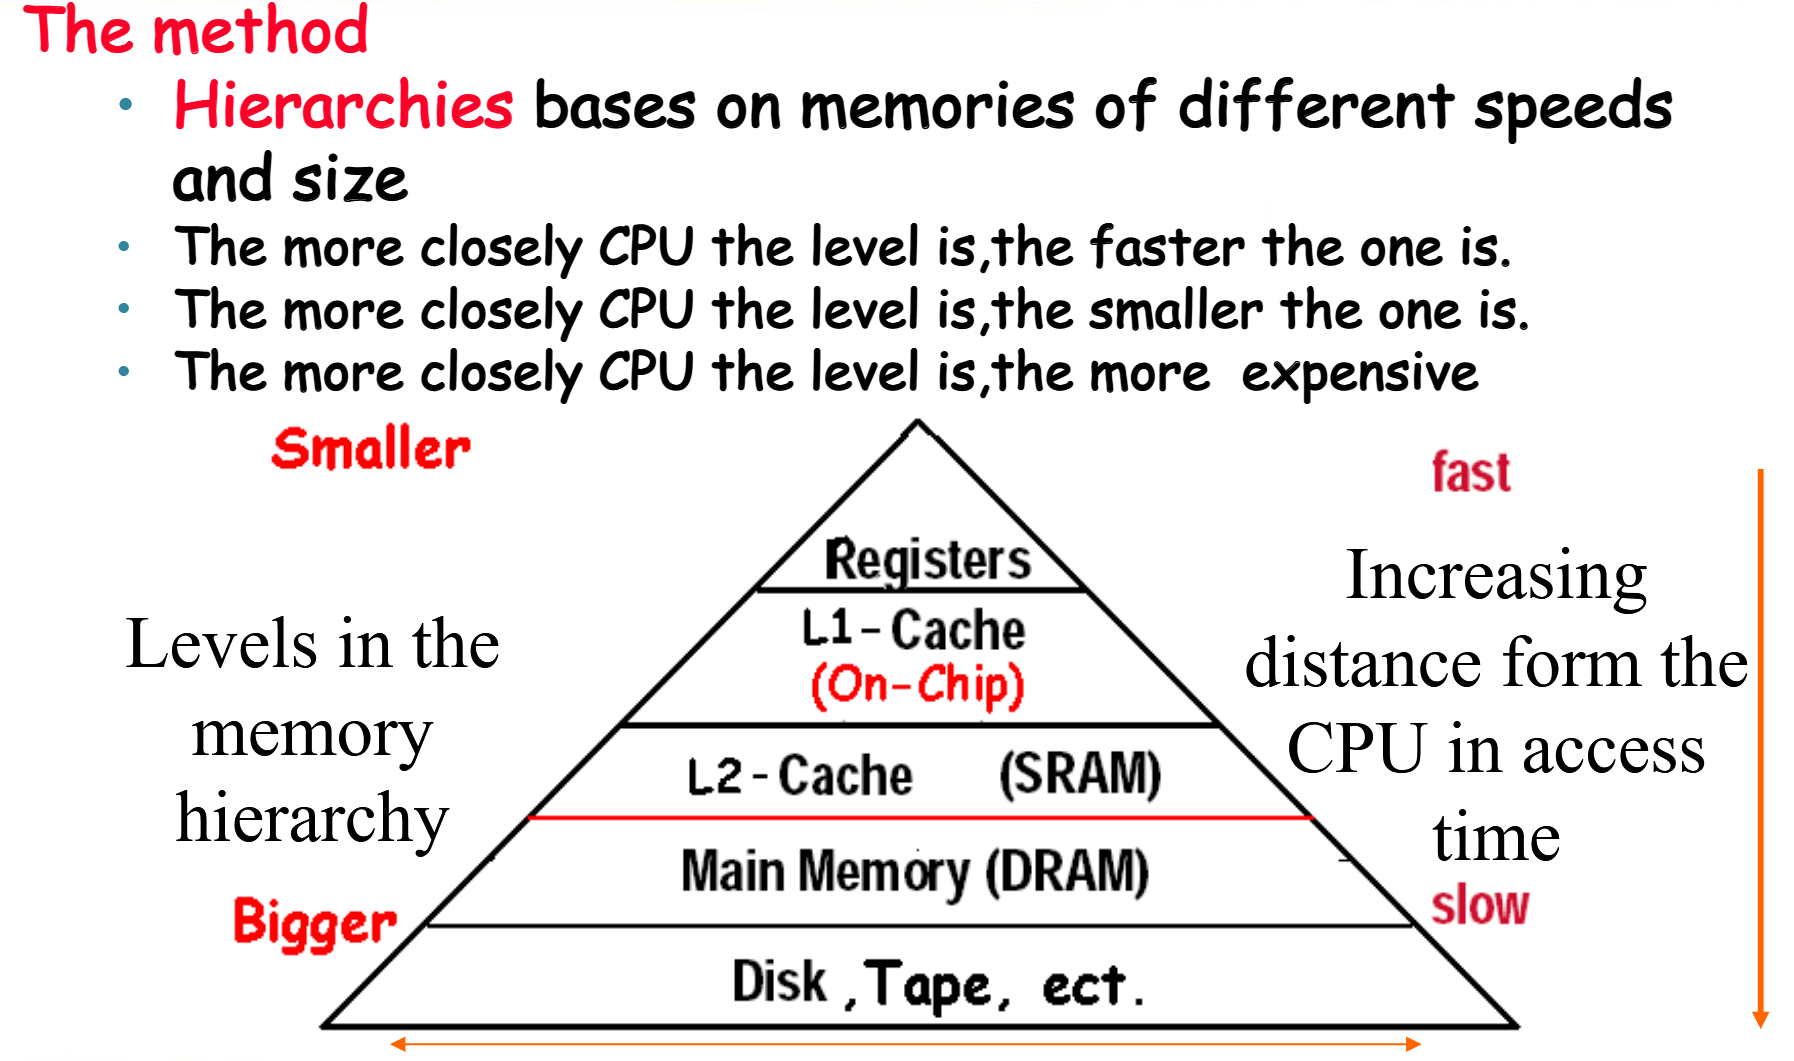 The method
• Hierarchies bases on memories of different speeds
and size
• The more closely CPU the level is,the faster the one is.
• The more closely CPU the level is,the smaller the one is.
• The more closely CPU the level is,the more expensive
Smaller
fast
Registers
L1-Cache
(On-Chip)
L2-Cache (SRAM)
Main Memory (DRAM)
Disk ,Tape, ect.
Levels in the
memory
hierarchy
Bigger
Increasing
distance form the
CPU in access
time
slow